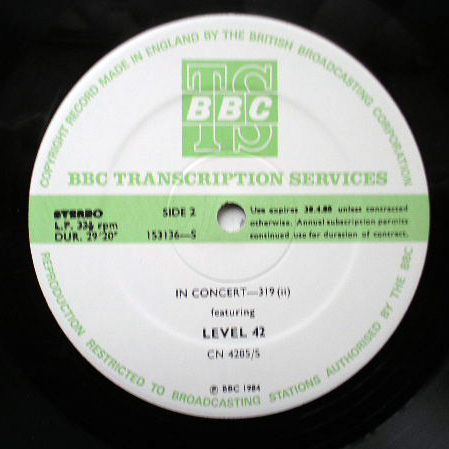 COPYRIGHT RECORD MADE IN ENGLAND BY THE BRITISH BROADCASTING CORPORATION
TS
BBC
BBC TRANSCRIPTION SERVICES
STEREO
L.P. 33⅓ rpm
DUR. 29'20"
SIDE 2
153136—S
Use expires 30.4.88 unless contracted
otherwise. Annual subscription permits
continued use for duration of contract.
IN CONCERT—319 (ii)
featuring
LEVEL 42
CN 4285/S
℗ BBC 1984
REPRODUCTION RESTRICTED TO BROADCASTING STATIONS AUTHORISED BY THE BBC